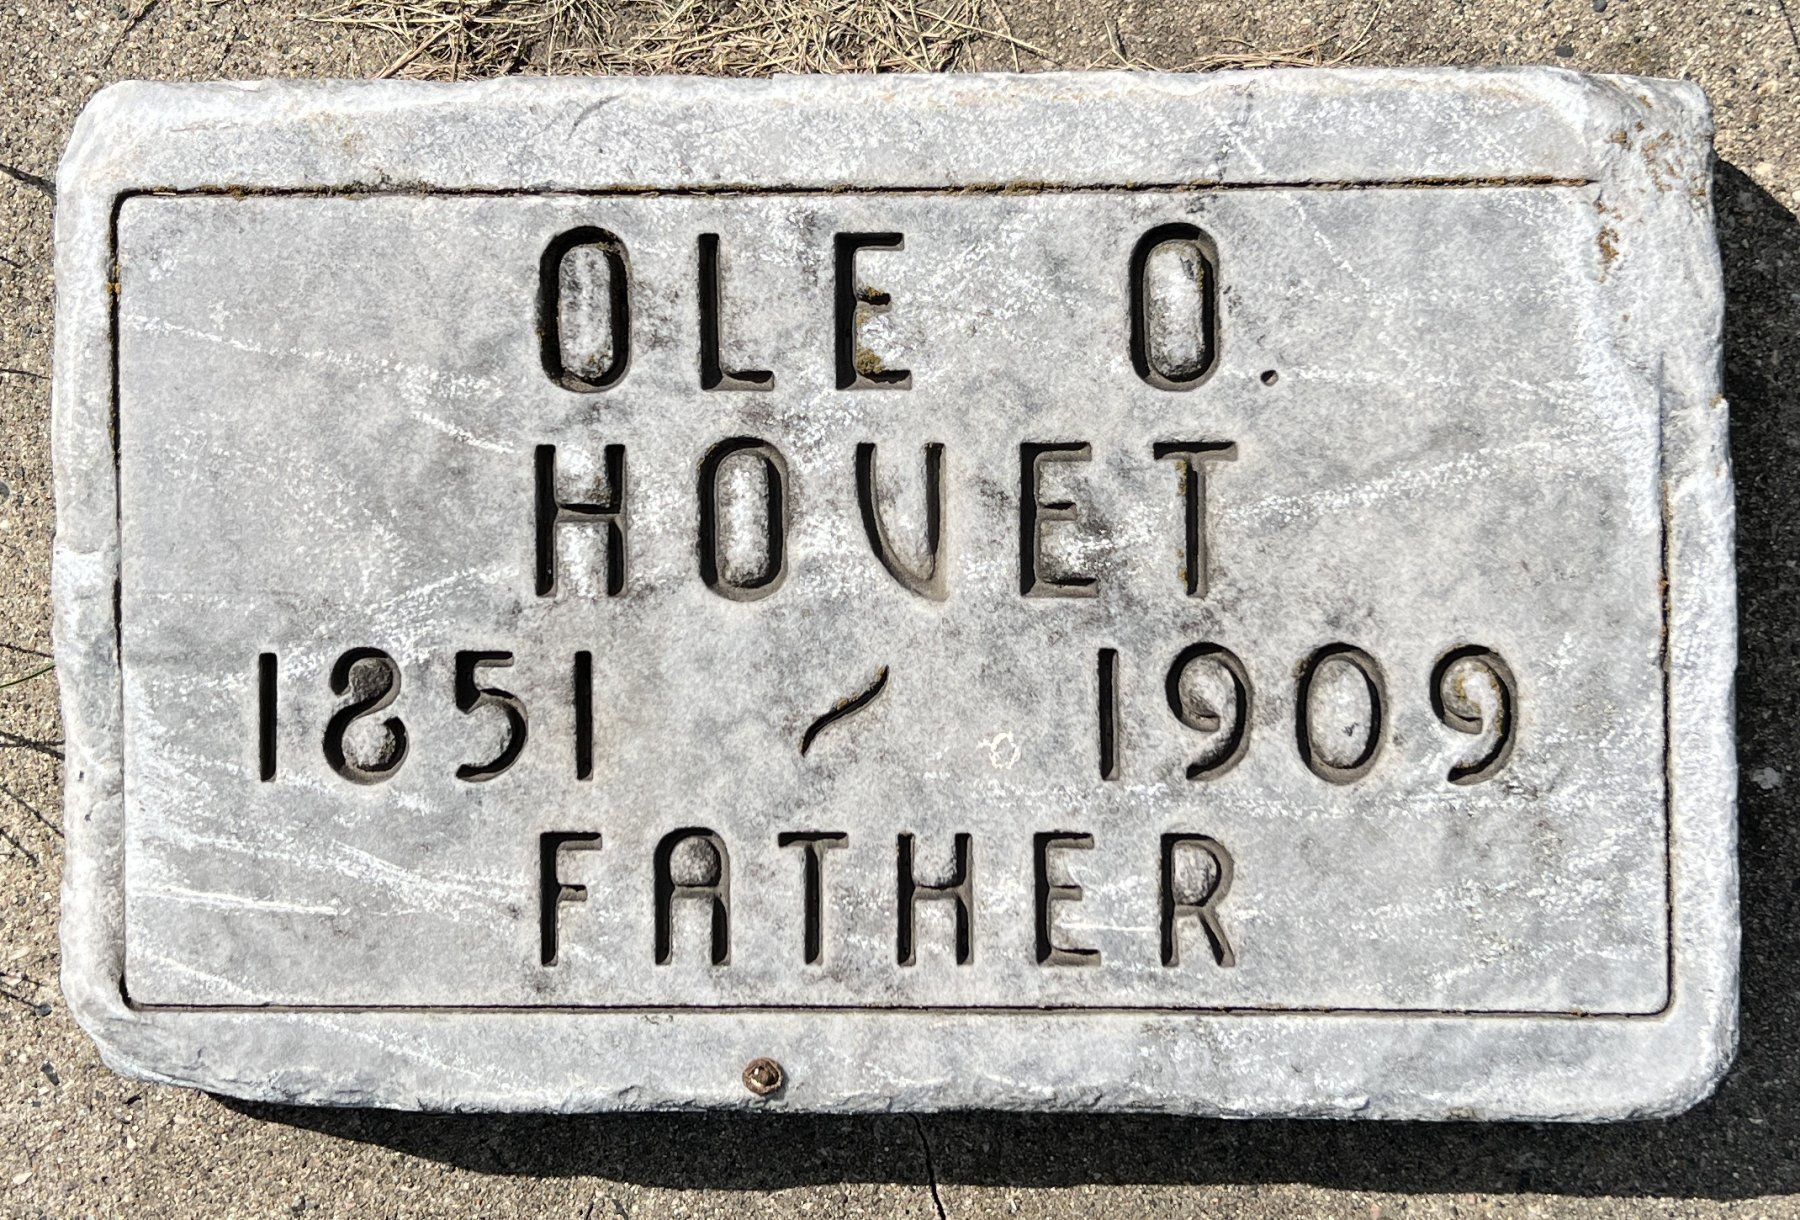 OLE O.
HOVET
1851 - 1909
FATHER